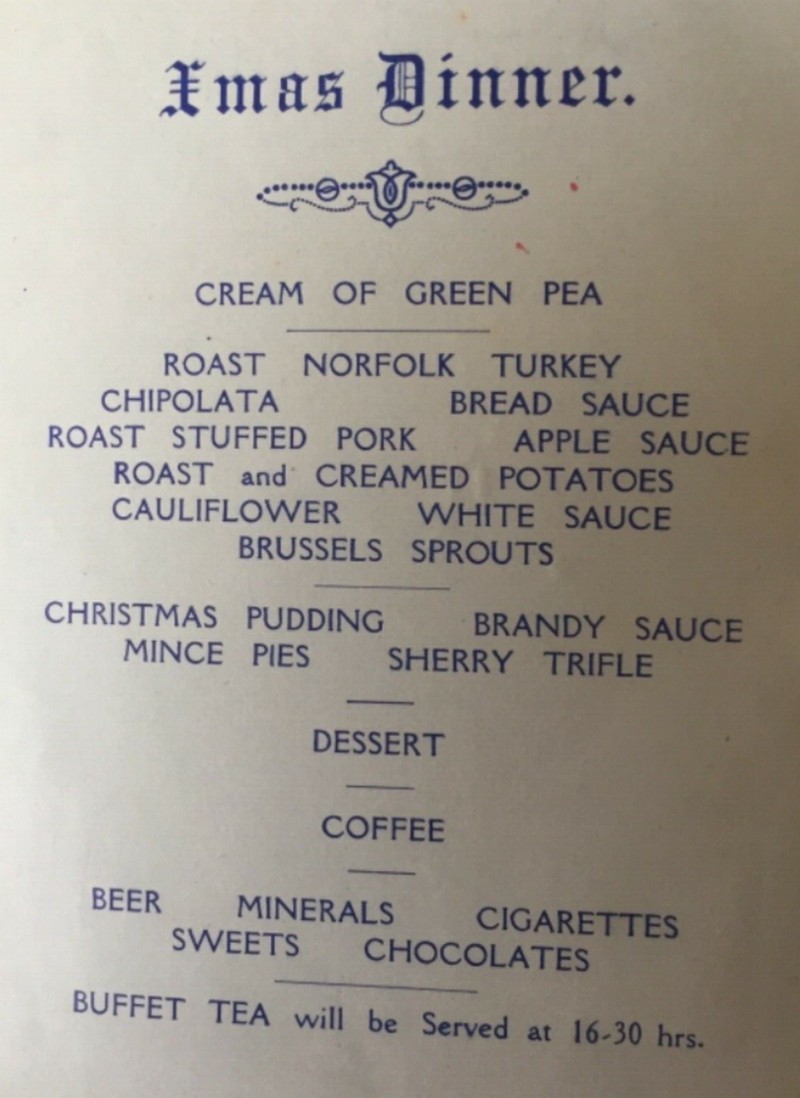 Xmas Dinner.
CREAM OF GREEN PEA
ROAST NORFOLK TURKEY
CHIPOLATA BREAD SAUCE
ROAST STUFFED PORK APPLE SAUCE
ROAST and CREAMED POTATOES
CAULIFLOWER WHITE SAUCE
BRUSSELS SPROUTS
CHRISTMAS PUDDING BRANDY SAUCE
MINCE PIES SHERRY TRIFLE
DESSERT
COFFEE
BEER MINERALS CIGARETTES
SWEETS CHOCOLATES
BUFFET TEA will be Served at 16-30 hrs.